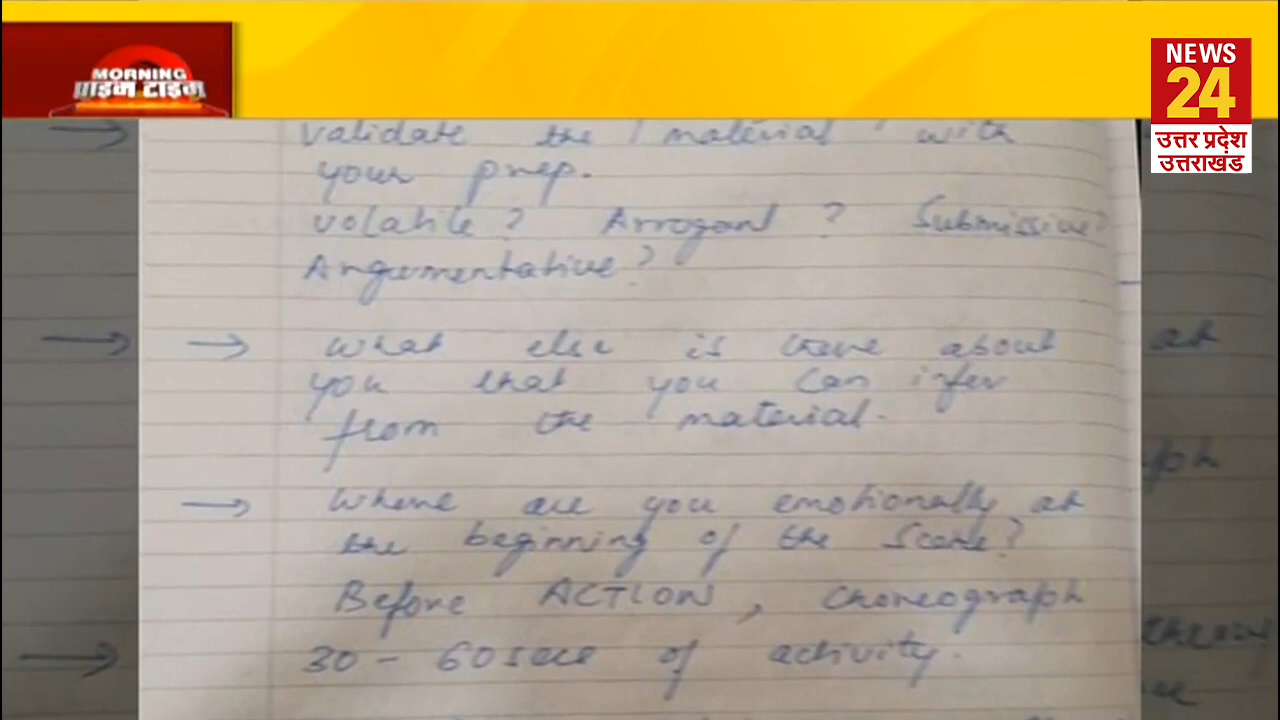 MORNING
प्राइम टाइम
NEWS
24
उत्तर प्रदेश
उत्तराखंड
→ validate the 'material' with
your prep.
volatile? Arrogant? Submissive?
Argumentative?
→ what else is there about
you that you can infer
from the material.
→ where are you emotionally at
the beginning of the scene?
Before ACTION, choreograph
30 - 60 secs of activity.
at